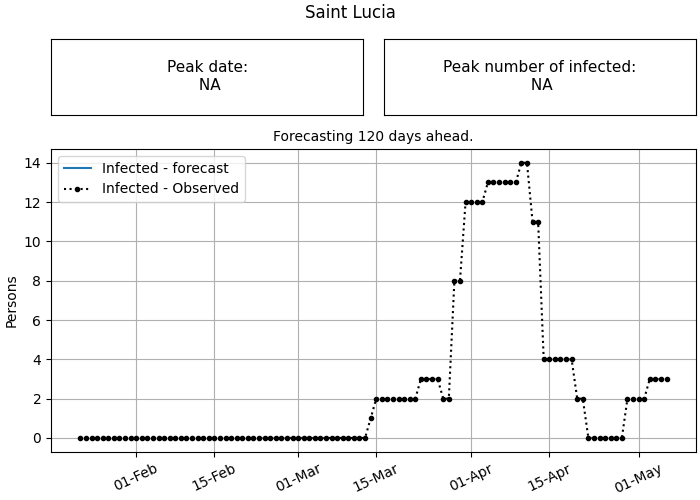 Saint Lucia
Peak date:
NA
Peak number of infected:
NA
Forecasting 120 days ahead.
Infected - forecast
Infected - Observed
Persons
14
12
10
8
6
4
2
0
01-Feb
15-Feb
01-Mar
15-Mar
01-Apr
15-Apr
01-May